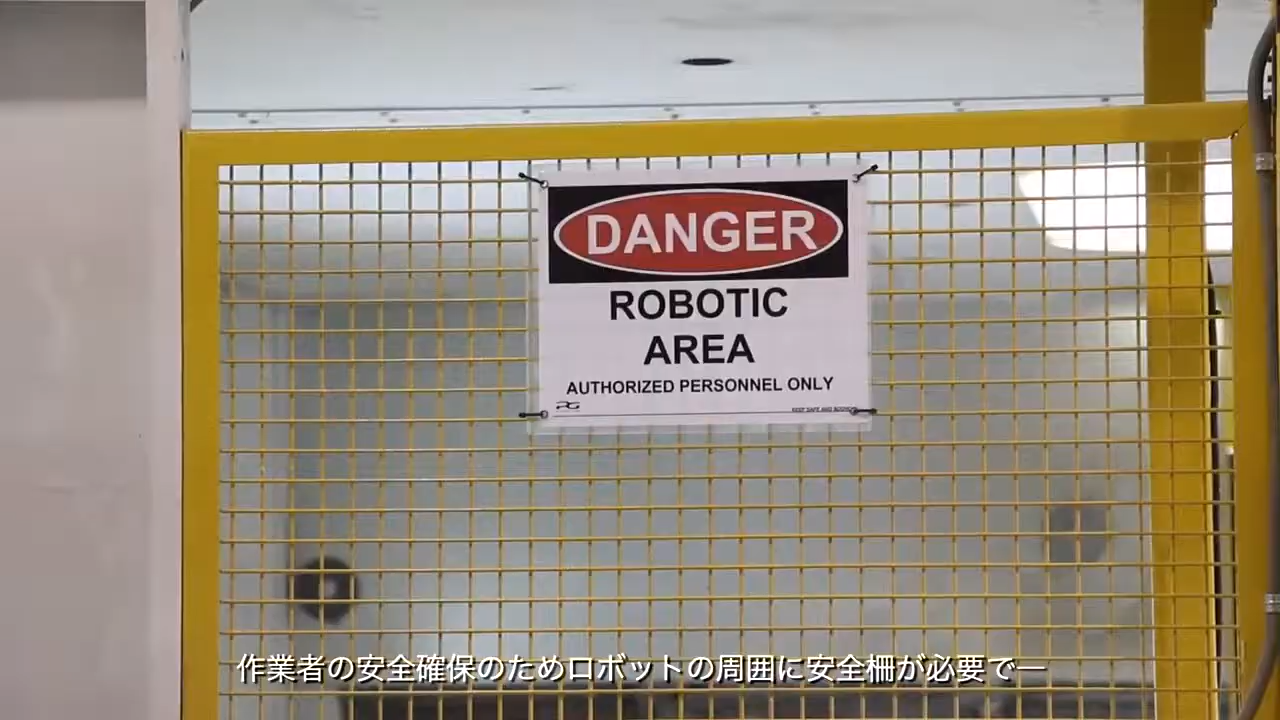 DANGER
ROBOTIC
AREA
AUTHORIZED PERSONNEL ONLY
作業者の安全確保のためロボットの周囲に安全柵が必要で―